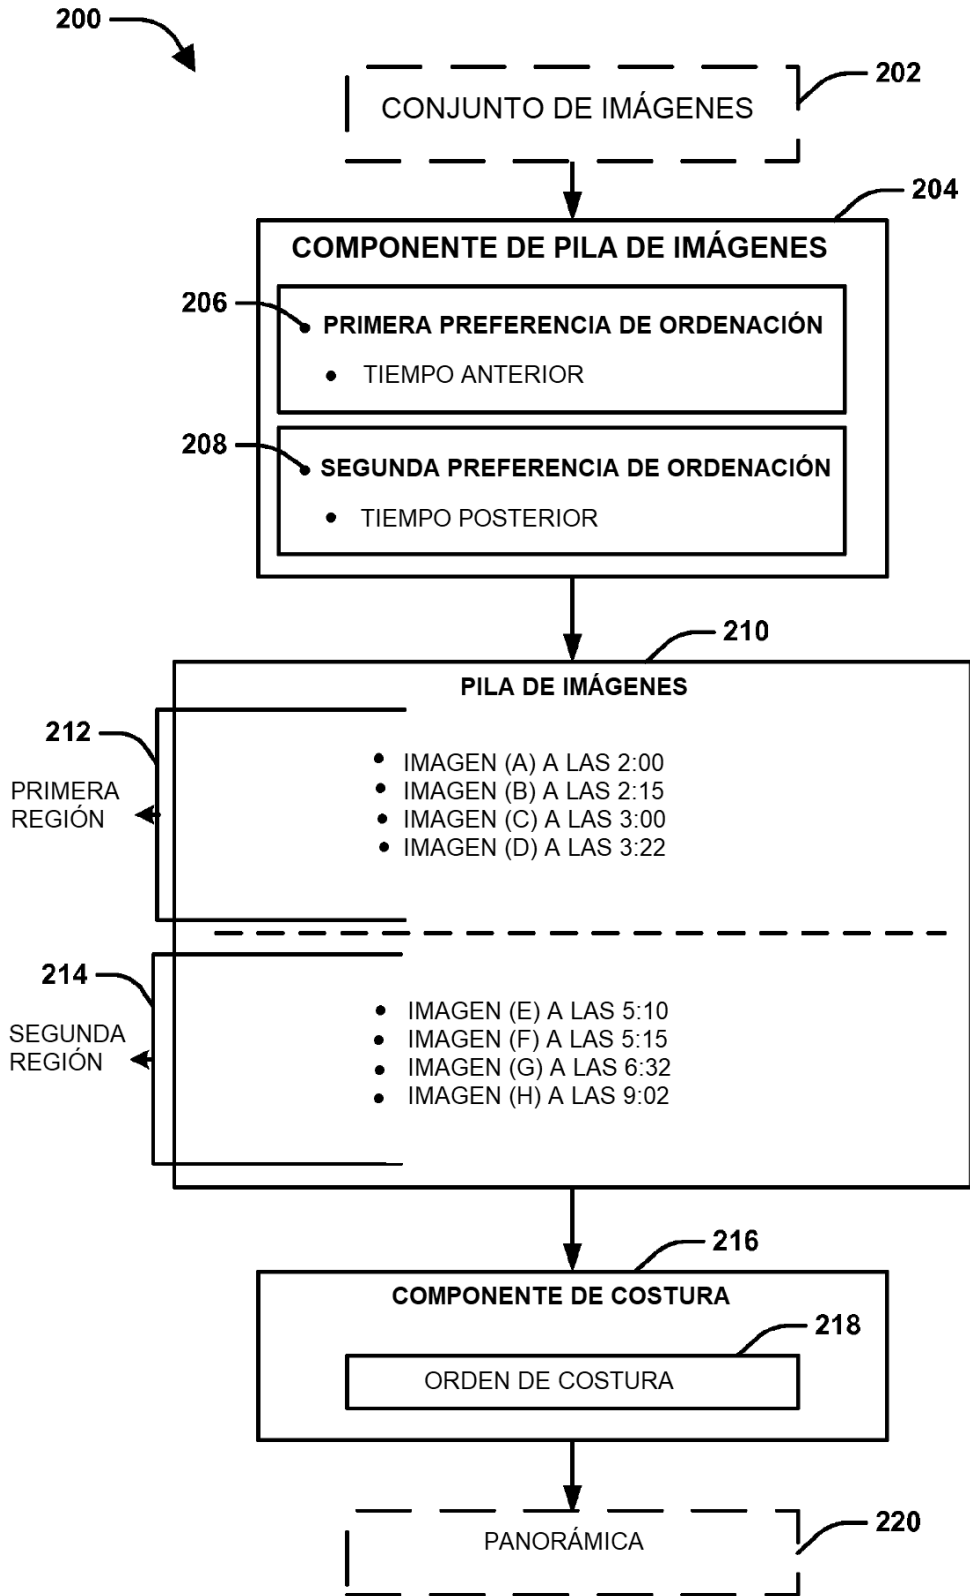 200
202
CONJUNTO DE IMÁGENES
204
COMPONENTE DE PILA DE IMÁGENES
206
PRIMERA PREFERENCIA DE ORDENACIÓN
TIEMPO ANTERIOR
208
SEGUNDA PREFERENCIA DE ORDENACIÓN
TIEMPO POSTERIOR
210
PILA DE IMÁGENES
212
PRIMERA
REGIÓN
IMAGEN (A) A LAS 2:00
IMAGEN (B) A LAS 2:15
IMAGEN (C) A LAS 3:00
IMAGEN (D) A LAS 3:22
214
SEGUNDA
REGIÓN
IMAGEN (E) A LAS 5:10
IMAGEN (F) A LAS 5:15
IMAGEN (G) A LAS 6:32
IMAGEN (H) A LAS 9:02
216
COMPONENTE DE COSTURA
218
ORDEN DE COSTURA
220
PANORÁMICA